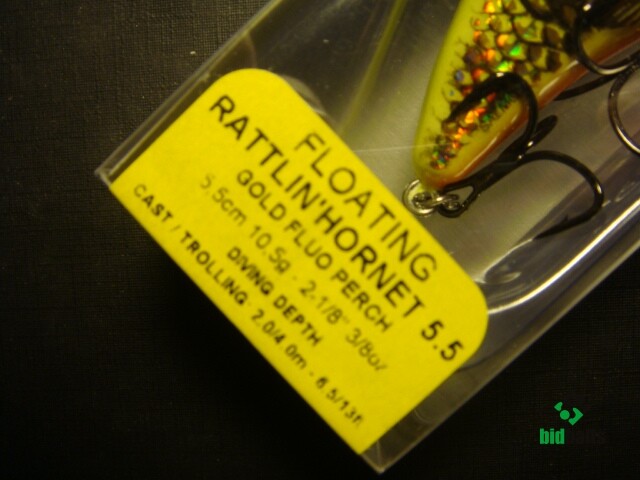 FLOATING
RATTLIN'HORNET 5.5
GOLD FLUO PERCH
5.5cm 10.5g - 2-1/8" 3/8oz
DIVING DEPTH
CAST / TROLLING 2.0/4.0m - 6.5/13ft
bid